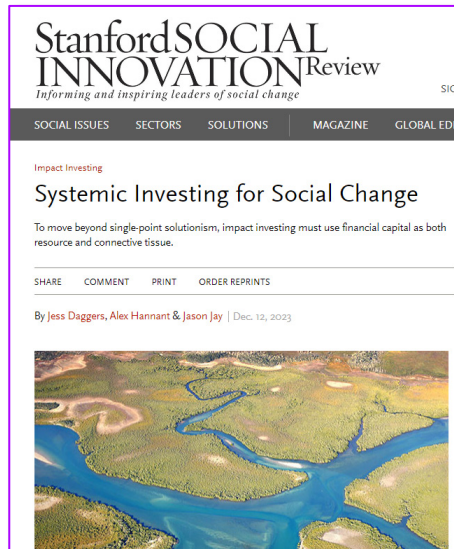 Stanford SOCIAL
INNOVATION Review
Informing and inspiring leaders of social change
SOCIAL ISSUES SECTORS SOLUTIONS MAGAZINE GLOBAL
Impact Investing
Systemic Investing for Social Change
To move beyond single-point solutionism, impact investing must use financial capital as both
resource and connective tissue.
SHARE COMMENT PRINT ORDER REPRINTS
By Jess Daggers, Alex Hannant & Jason Jay | Dec. 12, 2023